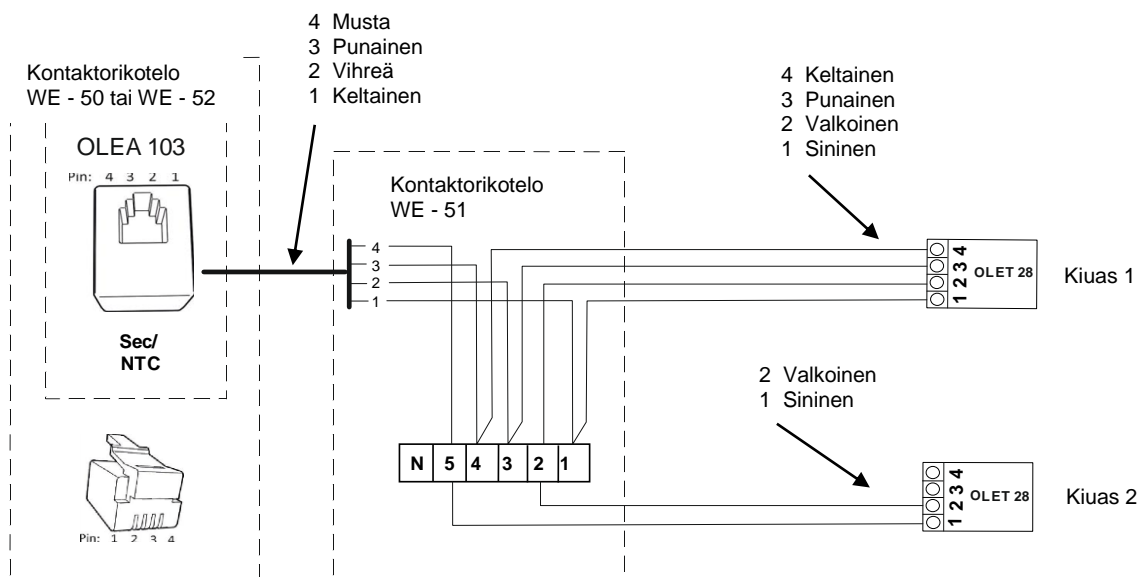 4 Musta
3 Punainen
2 Vihreä
1 Keltainen
Kontaktorikotelo
WE - 50 tai WE - 52
OLEA 103
Pin: 4 3 2 1
Sec/
NTC
Pin: 1 2 3 4
Kontaktorikotelo
WE - 51
4
3
2
1
N 5 4 3 2 1
4 Keltainen
3 Punainen
2 Valkoinen
1 Sininen
1 2 3 4
OLET 28
Kiuas 1
2 Valkoinen
1 Sininen
1 2 3 4
OLET 28
Kiuas 2